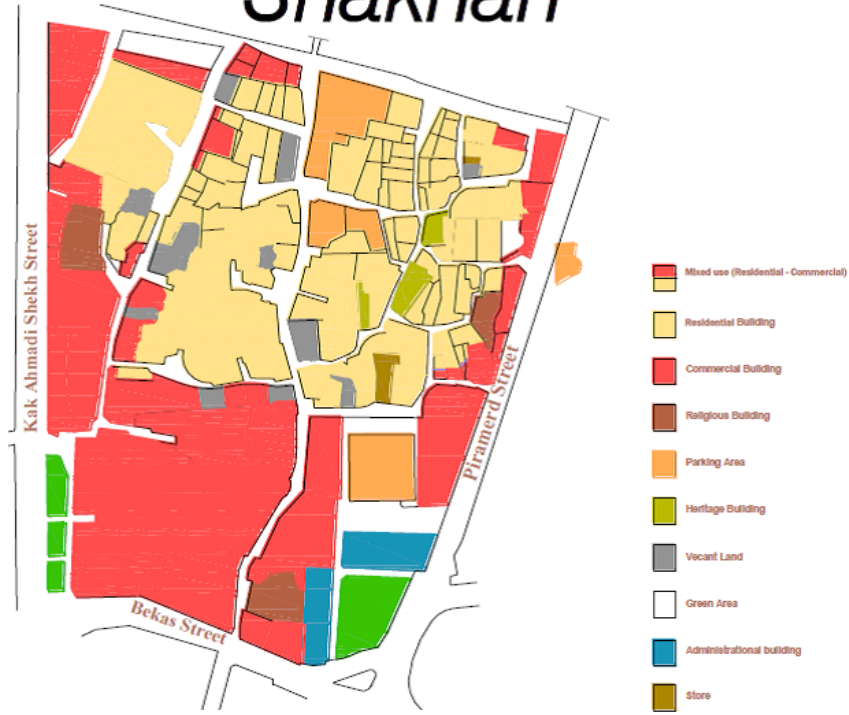 Shakhan
Kak Ahmadi Shekh Street
Piramerd Street
Bekas Street
Mixed use (Residential - Commercial)
Residential Building
Commercial Building
Religious Building
Parking Area
Heritage Building
Vecant Land
Green Area
Administrational building
Store